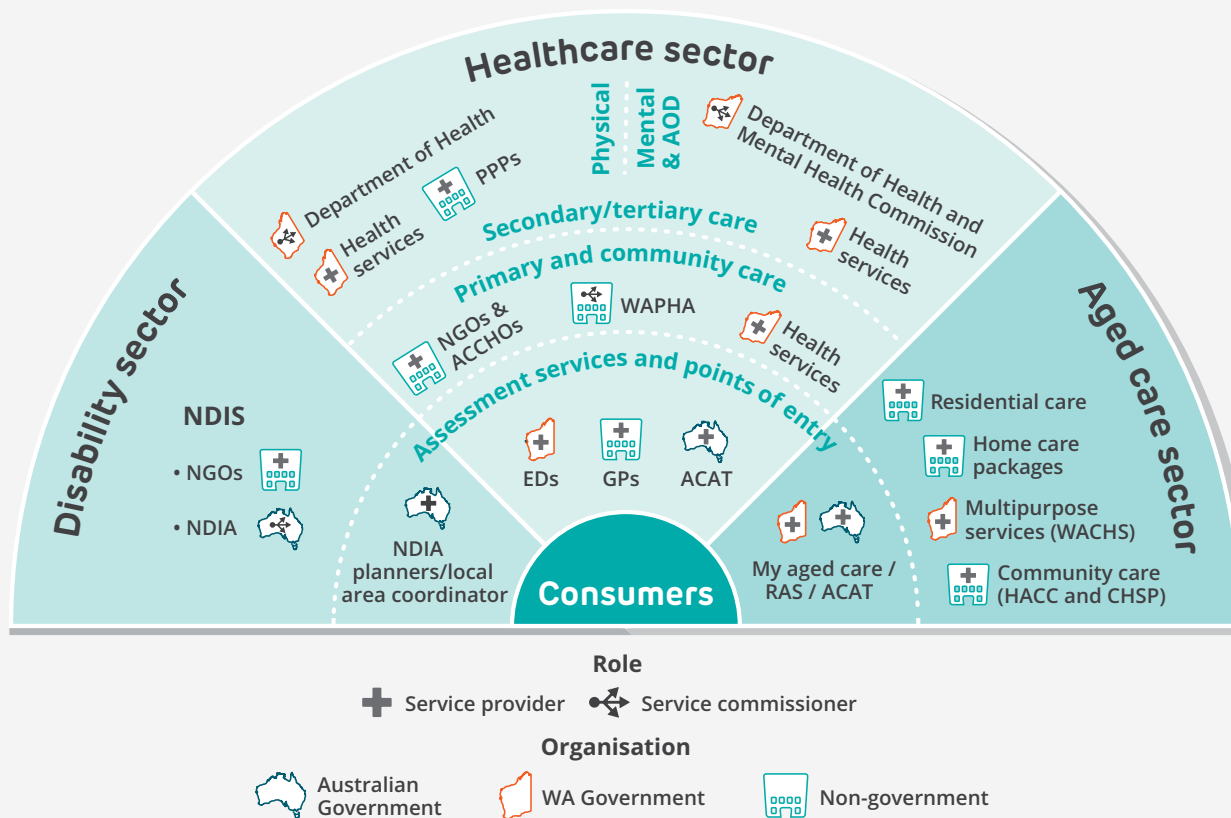 Healthcare sector
Physical
Mental
& AOD
Department of Health
PPPs
Health
services
Department of Health and
Mental Health Commission
Health
services
Secondary/tertiary care
Primary and community care
NGOs &
ACCHOs
WAPHA
Health
services
Assessment services and points of entry
EDs
GPs
ACAT
Disability sector
NDIS
• NGOs
• NDIA
NDIA
planners/local
area coordinator
Consumers
Aged care sector
My aged care /
RAS / ACAT
Residential care
Home care
packages
Multipurpose
services (WACHS)
Community care
(HACC and CHSP)
Role
Service provider
Service commissioner
Organisation
Australian
Government
WA Government
Non-government